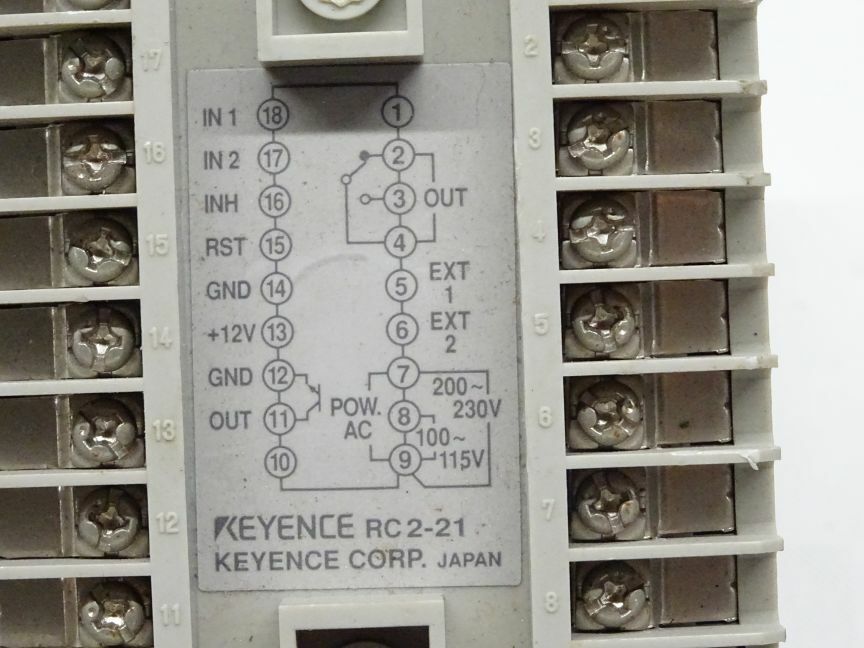 17
16
15
14
13
12
11
IN 1 18 1
IN 2 17 2
INH 16 3 OUT
RST 15 4
GND 14 5 EXT 1
+12V 13 6 EXT 2
GND 12 7 200~
230V
OUT 11 POW. AC 8 100~
10 9 115V
KEYENCE RC2-21
KEYENCE CORP. JAPAN
2
3
4
5
6
7
8